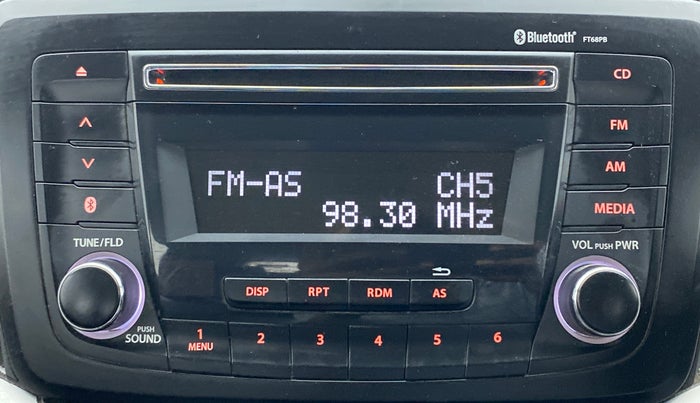 Bluetooth® FT68PB
CD
FM
AM
MEDIA
FM-AS CH5
98.30 MHz
TUNE/FLD
PUSH
SOUND
VOL PUSH PWR
DISP RPT RDM AS
1 2 3 4 5 6
MENU